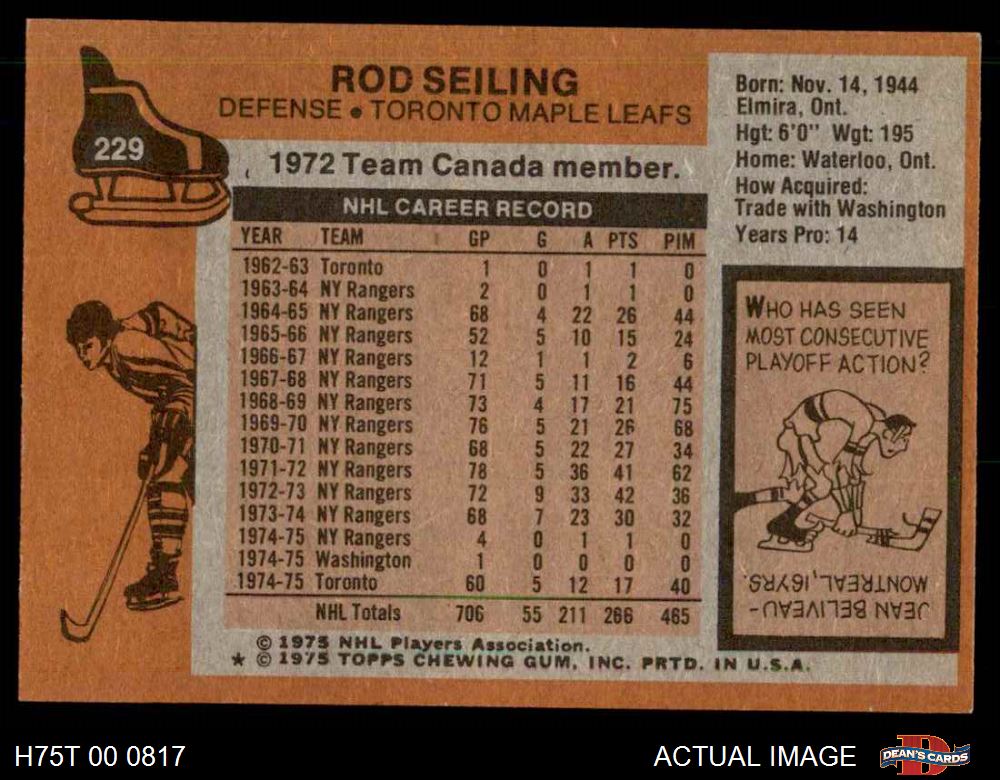 ROD SEILING
DEFENSE • TORONTO MAPLE LEAFS
229
1972 Team Canada member.
NHL CAREER RECORD
YEAR TEAM GP G A PTS PIM
1962-63 Toronto 1 0 1 1 0
1963-64 NY Rangers 2 0 1 1 0
1964-65 NY Rangers 68 4 22 26 44
1965-66 NY Rangers 52 5 10 15 24
1966-67 NY Rangers 12 1 1 2 6
1967-68 NY Rangers 71 5 11 16 44
1968-69 NY Rangers 73 4 17 21 75
1969-70 NY Rangers 76 5 21 26 68
1970-71 NY Rangers 68 5 22 27 34
1971-72 NY Rangers 78 5 36 41 62
1972-73 NY Rangers 72 9 33 42 36
1973-74 NY Rangers 68 7 23 30 32
1974-75 NY Rangers 4 0 1 1 0
1974-75 Washington 1 0 0 0 0
1974-75 Toronto 60 5 12 17 40
NHL Totals 706 55 211 266 465
© 1975 NHL Players Association.
★ © 1975 TOPPS CHEWING GUM, INC. PRTD. IN U.S.A.
Born: Nov. 14, 1944
Elmira, Ont.
Hgt: 6'0" Wgt: 195
Home: Waterloo, Ont.
How Acquired:
Trade with Washington
Years Pro: 14
WHO HAS SEEN
MOST CONSECUTIVE
PLAYOFF ACTION?
JEAN BELIVEAU-
MONTREAL, 16YRS.
H75T 00 0817
ACTUAL IMAGE
DEAN'S CARDS